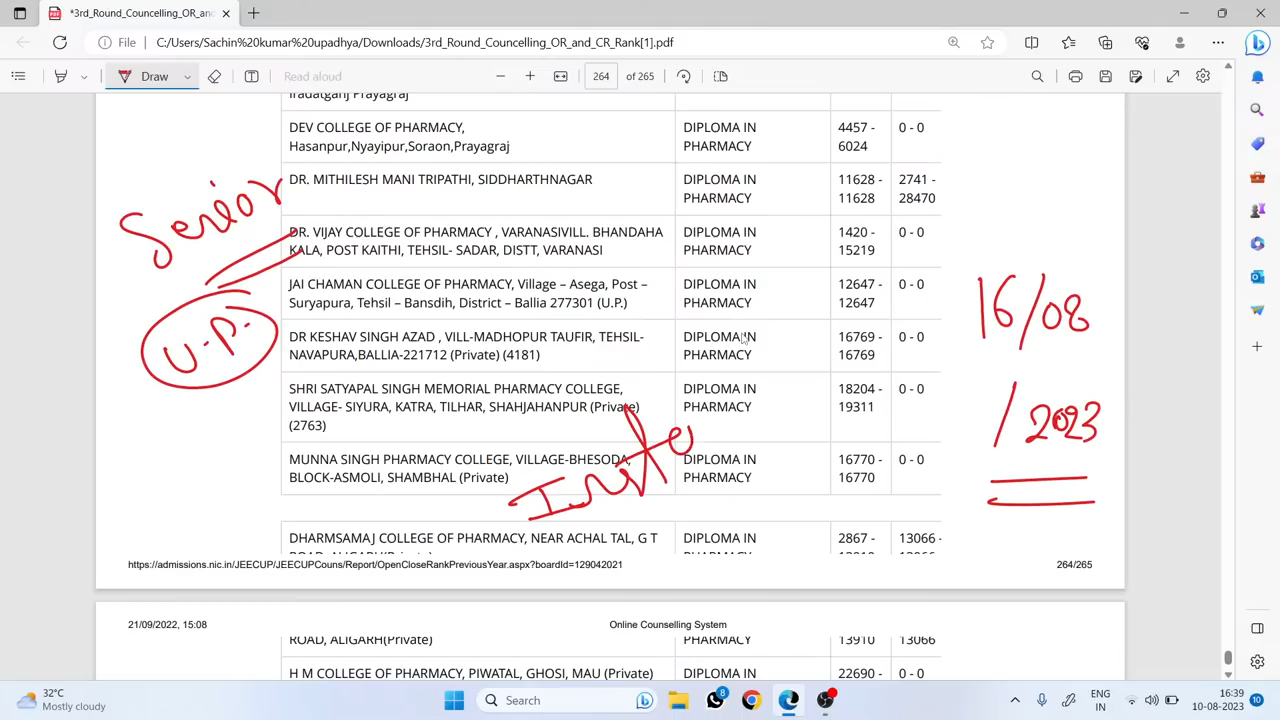 *3rd_Round_Councelling_OR_and
File
C:/Users/Sachin%20kumar%20upadhya/Downloads/3rd_Round_Councelling_OR_and_CR_Rank[1].pdf
Draw
Read aloud
264 of 265
Iradatganj Prayagraj
DEV COLLEGE OF PHARMACY, DIPLOMA IN 4457 - 0 - 0
Hasanpur,Nyayipur,Soraon,Prayagraj PHARMACY 6024
DR. MITHILESH MANI TRIPATHI, SIDDHARTHNAGAR DIPLOMA IN 11628 - 2741 -
PHARMACY 11628 28470
Senior
DR. VIJAY COLLEGE OF PHARMACY , VARANASIVILL. BHANDAHA DIPLOMA IN 1420 - 0 - 0
KALA, POST KAITHI, TEHSIL- SADAR, DISTT, VARANASI PHARMACY 15219
JAI CHAMAN COLLEGE OF PHARMACY, Village – Asega, Post – DIPLOMA IN 12647 - 0 - 0
Suryapura, Tehsil – Bansdih, District – Ballia 277301 (U.P.) PHARMACY 12647
U.P.
16/08
DR KESHAV SINGH AZAD , VILL-MADHOPUR TAUFIR, TEHSIL- DIPLOMA IN 16769 - 0 - 0
NAVAPURA,BALLIA-221712 (Private) (4181) PHARMACY 16769
SHRI SATYAPAL SINGH MEMORIAL PHARMACY COLLEGE, DIPLOMA IN 18204 - 0 - 0
VILLAGE- SIYURA, KATRA, TILHAR, SHAHJAHANPUR (Private) PHARMACY 19311
(2763)
/2023
MUNNA SINGH PHARMACY COLLEGE, VILLAGE-BHESODA, DIPLOMA IN 16770 - 0 - 0
BLOCK-ASMOLI, SHAMBHAL (Private) PHARMACY 16770
DHARMSAMAJ COLLEGE OF PHARMACY, NEAR ACHAL TAL, G T DIPLOMA IN 2867 - 13066 -
https://admissions.nic.in/JEECUP/JEECUPCouns/Report/OpenCloseRankPreviousYear.aspx?boardId=129042021 264/265
21/09/2022, 15:08 Online Counselling System
ROAD, ALIGARH(Private) PHARMACY 13910 13066
H M COLLEGE OF PHARMACY, PIWATAL, GHOSI, MAU (Private) DIPLOMA IN 22690 - 0 - 0
32°C
Mostly cloudy
Search
8
ENG
IN
16:39
10-08-2023
10